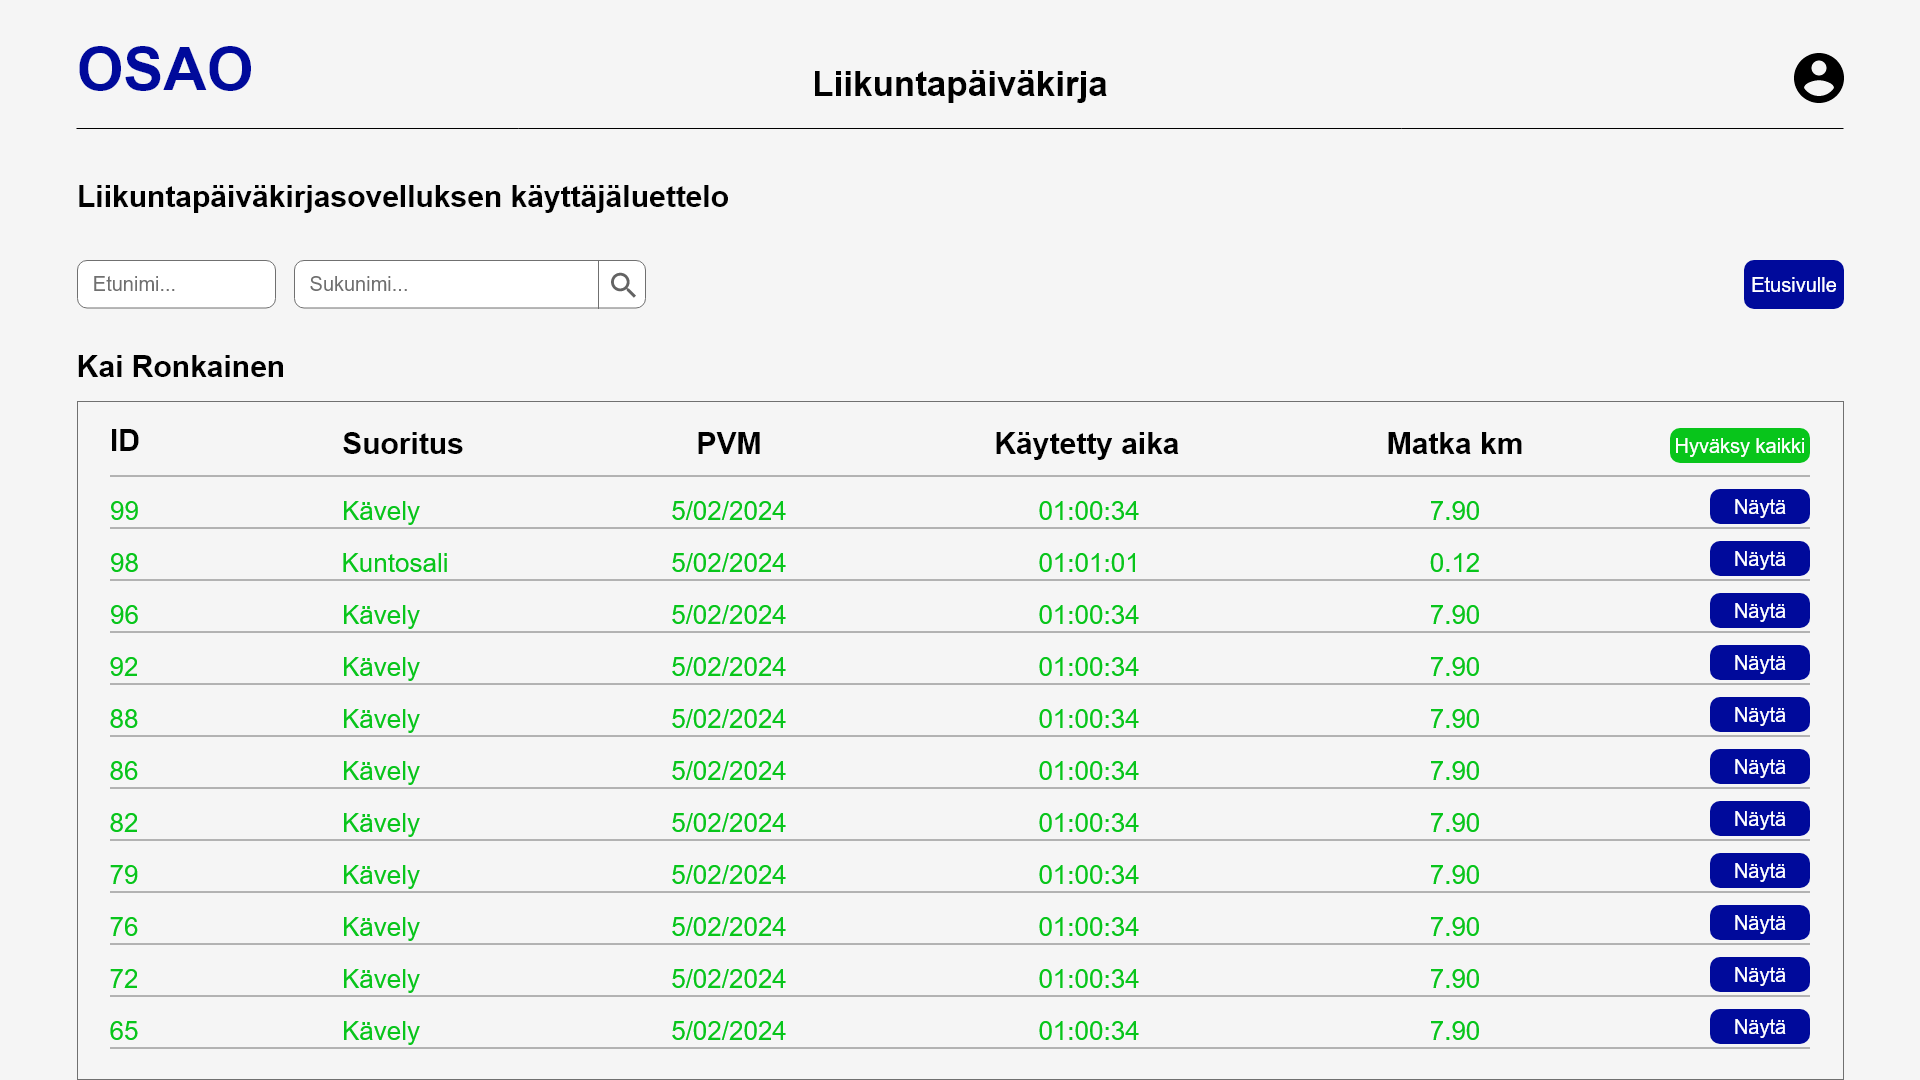 OSAO
Liikuntapäiväkirja
Liikuntapäiväkirjasovelluksen käyttäjäluettelo
Etunimi... Sukunimi... Etusivulle
Kai Ronkainen
ID Suoritus PVM Käytetty aika Matka km Hyväksy kaikki
99 Kävely 5/02/2024 01:00:34 7.90 Näytä
98 Kuntosali 5/02/2024 01:01:01 0.12 Näytä
96 Kävely 5/02/2024 01:00:34 7.90 Näytä
92 Kävely 5/02/2024 01:00:34 7.90 Näytä
88 Kävely 5/02/2024 01:00:34 7.90 Näytä
86 Kävely 5/02/2024 01:00:34 7.90 Näytä
82 Kävely 5/02/2024 01:00:34 7.90 Näytä
79 Kävely 5/02/2024 01:00:34 7.90 Näytä
76 Kävely 5/02/2024 01:00:34 7.90 Näytä
72 Kävely 5/02/2024 01:00:34 7.90 Näytä
65 Kävely 5/02/2024 01:00:34 7.90 Näytä